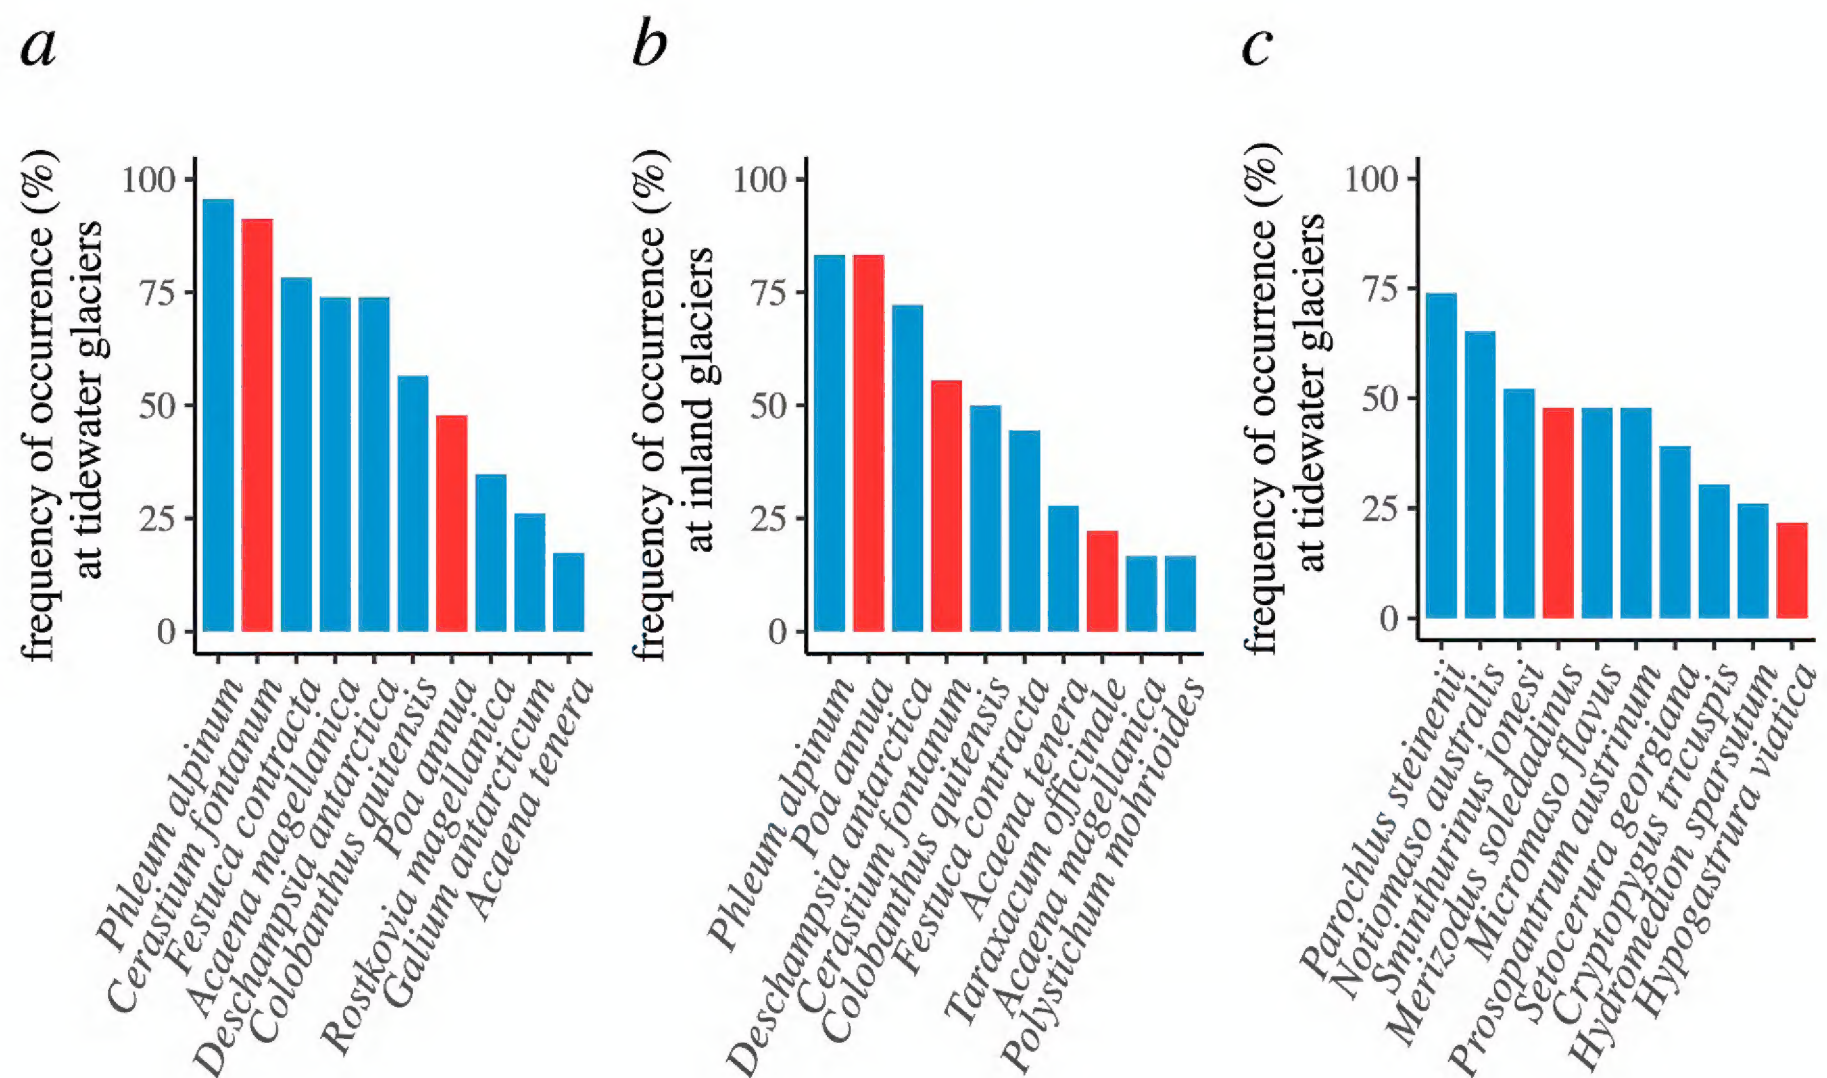 a
frequency of occurrence (%)
at tidewater glaciers
100
75
50
25
0
Phleum alpinum
Cerastium fontanum
Festuca contracta
Acaena magellanica
Deschampsia antarctica
Colobanthus quitensis
Poa annua
Rostkovia magellanica
Galium antarcticum
Acaena tenera
b
frequency of occurrence (%)
at inland glaciers
100
75
50
25
0
Phleum alpinum
Poa annua
Deschampsia antarctica
Cerastium fontanum
Colobanthus quitensis
Festuca contracta
Acaena tenera
Taraxacum officinale
Acaena magellanica
Polystichum mohrioides
c
frequency of occurrence (%)
at tidewater glaciers
100
75
50
25
0
Parochlus steinenii
Notiomaso australis
Sminthurinus jonesi
Merizodus soledadinus
Micromaso flavus
Prosopantrum austrinum
Setocerura georgiana
Cryptopygus tricuspis
Hydromedion sparsutum
Hypogastrura viatica